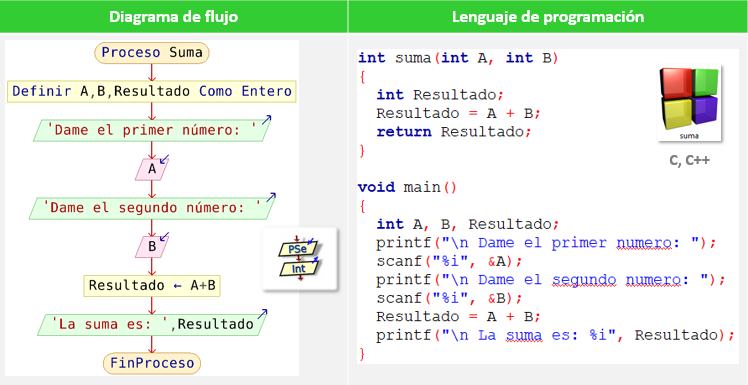 Diagrama de flujo
Proceso Suma
Definir A,B,Resultado Como Entero
'Dame el primer número: '
A
'Dame el segundo número: '
B
PSe
Int
Resultado ← A+B
'La suma es: ',Resultado
FinProceso
Lenguaje de programación
int suma(int A, int B)
{
int Resultado;
Resultado = A + B;
return Resultado;
}
suma
C, C++
void main()
{
int A, B, Resultado;
printf("\n Dame el primer numero: ");
scanf("%i", &A);
printf("\n Dame el segundo numero: ");
scanf("%i", &B);
Resultado = A + B;
printf("\n La suma es: %i", Resultado);
}